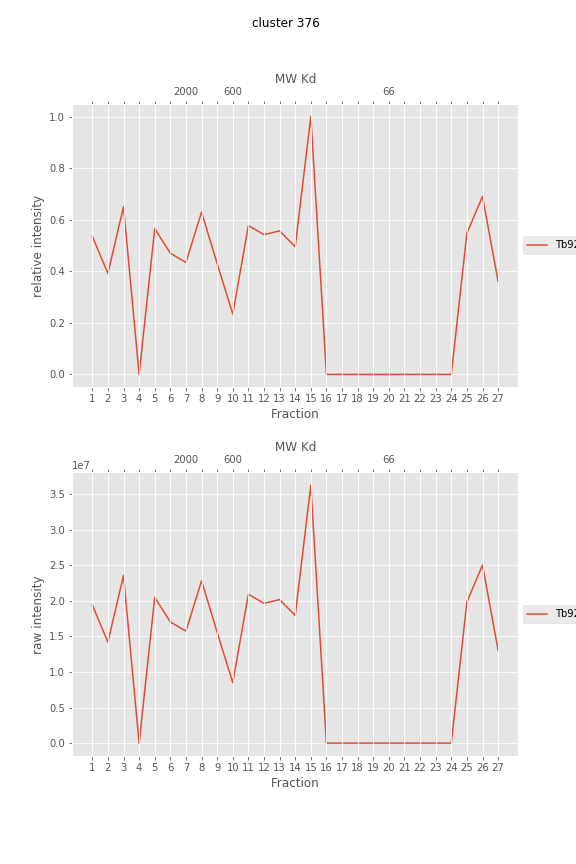 cluster 376
MW Kd
2000 600 66
1.0
0.8
0.6
0.4
0.2
0.0
relative intensity
Tb92
1 2 3 4 5 6 7 8 9 10 11 12 13 14 15 16 17 18 19 20 21 22 23 24 25 26 27
Fraction
MW Kd
2000 600 66
1e7
3.5
3.0
2.5
2.0
1.5
1.0
0.5
0.0
raw intensity
Tb92
1 2 3 4 5 6 7 8 9 10 11 12 13 14 15 16 17 18 19 20 21 22 23 24 25 26 27
Fraction